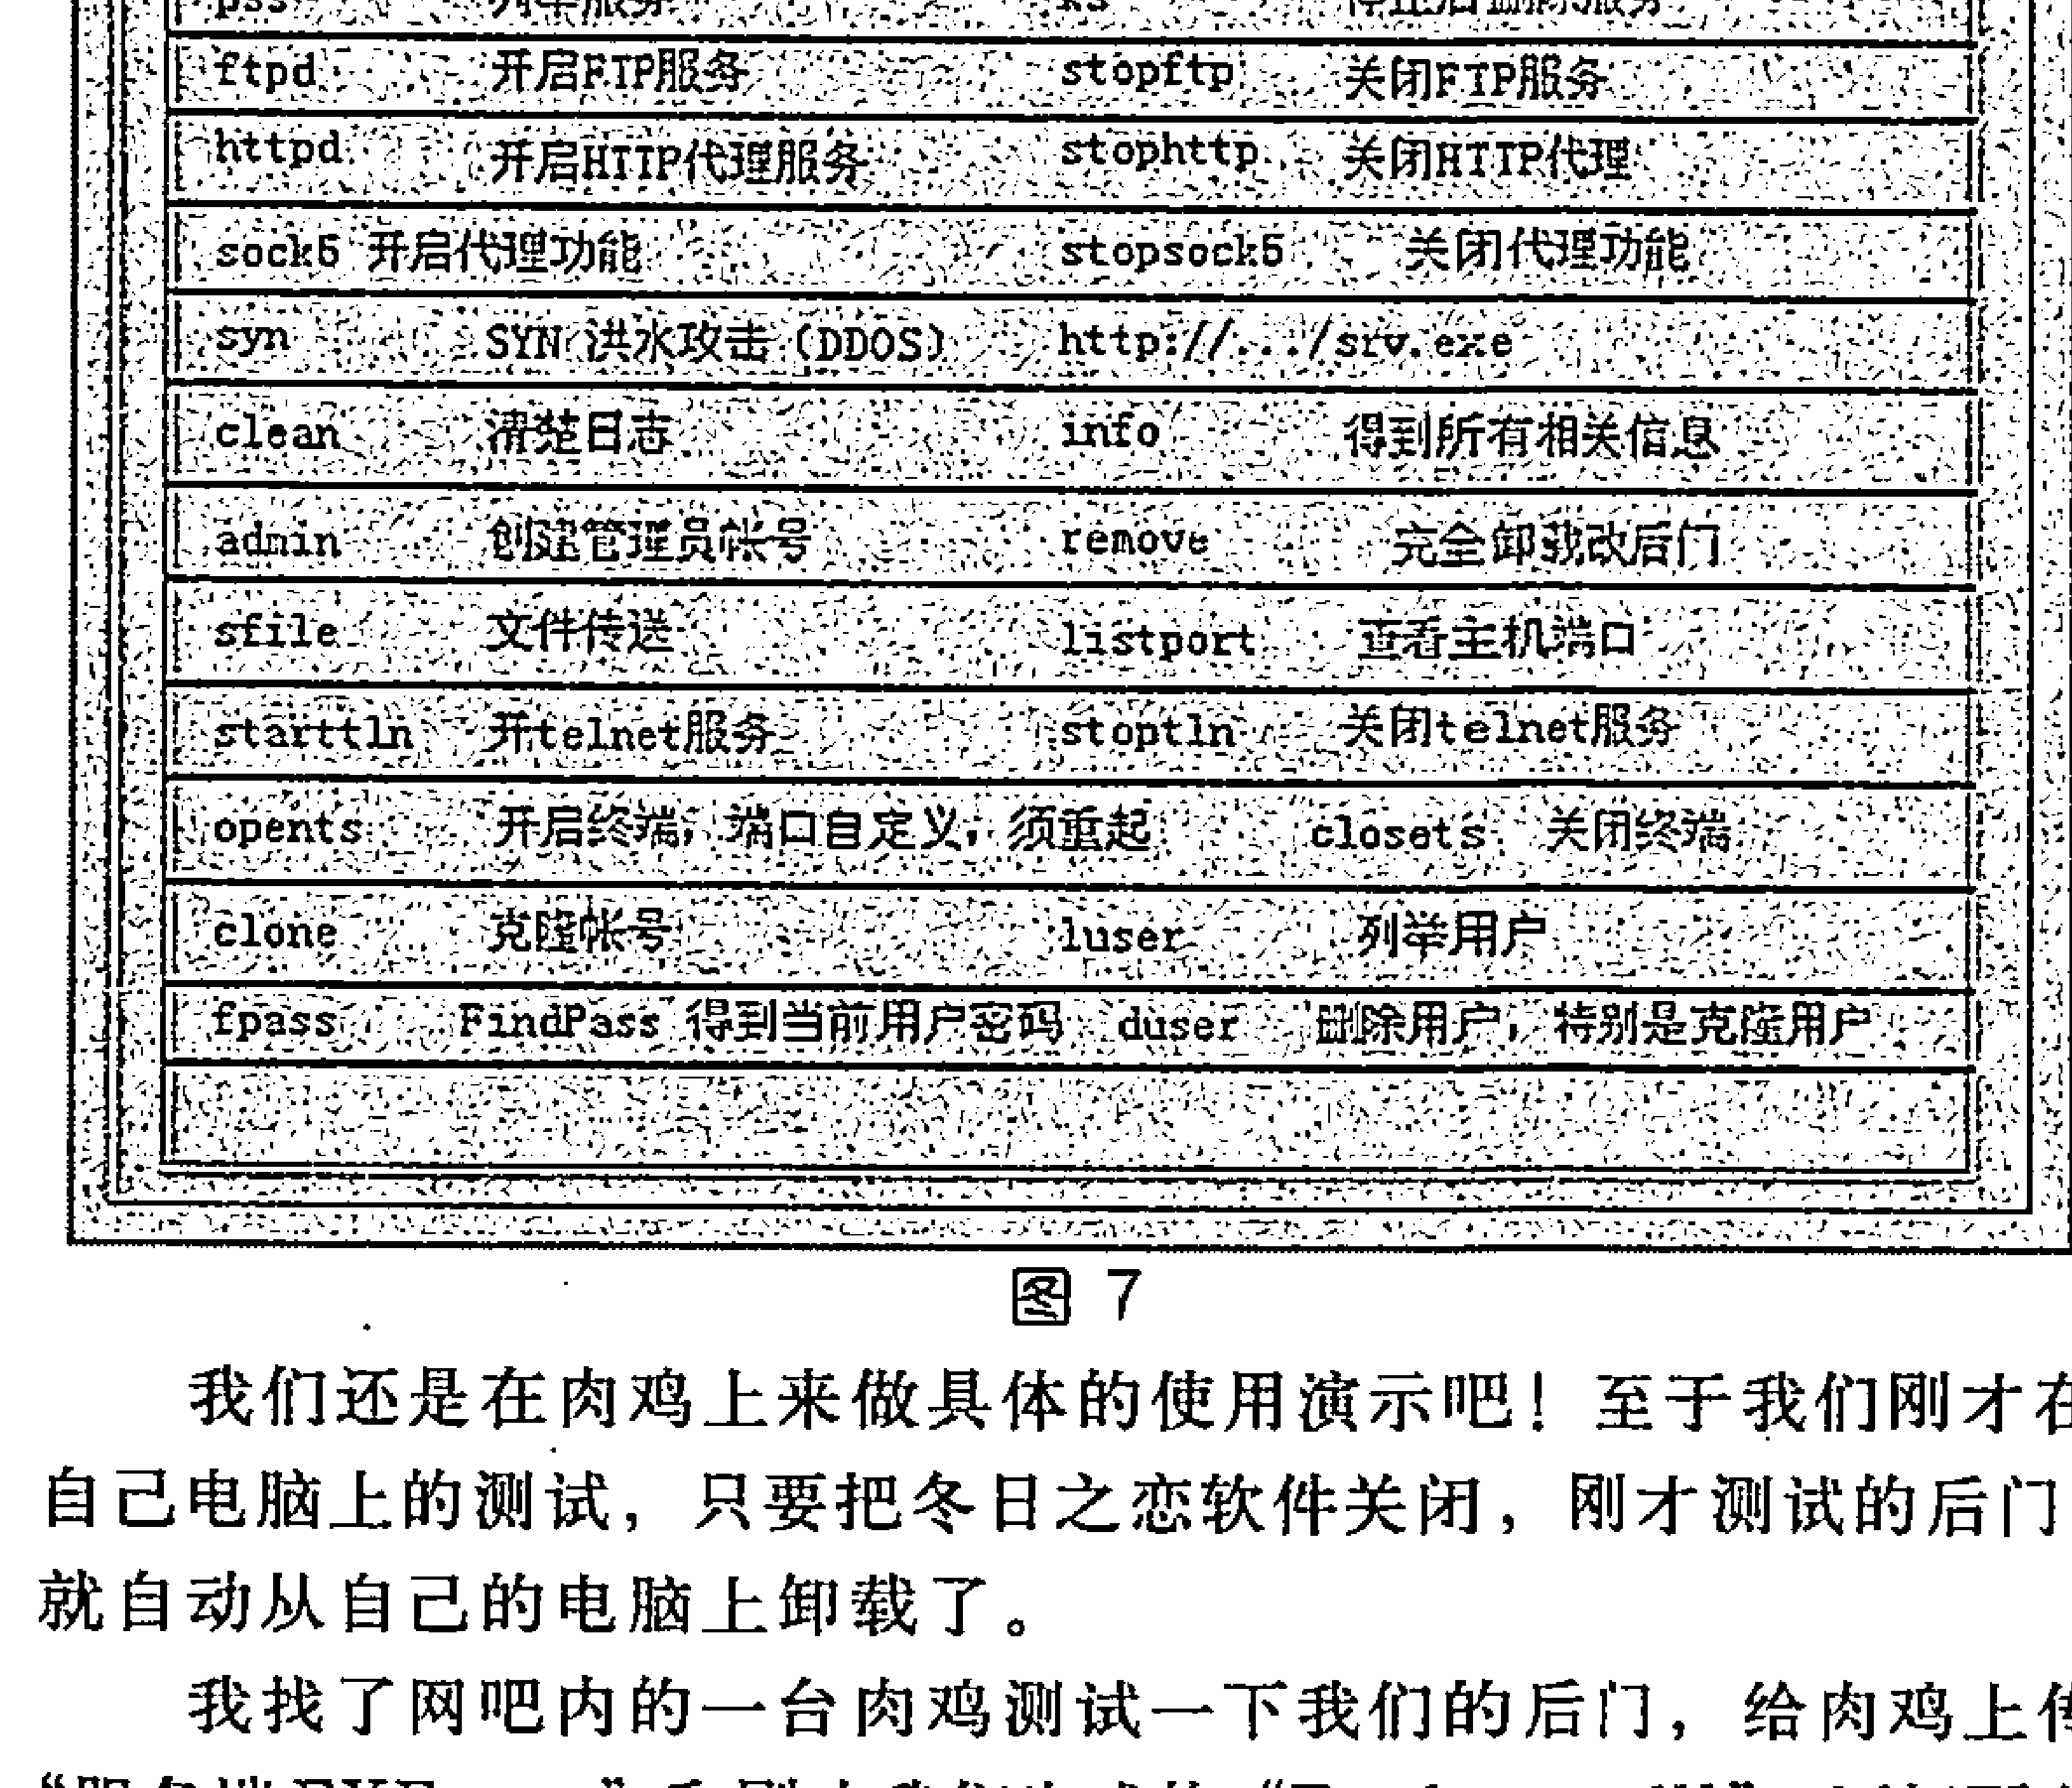 ftpd 开启FTP服务 stopftp 关闭FTP服务
httpd 开启HTTP代理服务 stophttp 关闭HTTP代理
sock5 开启代理功能 stopsock5 关闭代理功能
syn SYN 洪水攻击 (DDOS) http://.../srv.exe
clean 清楚日志 info 得到所有相关信息
admin 创建管理员帐号 remove 完全卸载改后门
sfile 文件传送 listport 查看主机端口
starttln 开telnet服务 stoptln 关闭telnet服务
opents 开启终端，端口自定义，须重起 closets 关闭终端
clone 克隆帐号 luser 列举用户
fpass FindPass 得到当前用户密码 duser 删除用户，特别是克隆用户
图 7
我们还是在肉鸡上来做具体的使用演示吧！至于我们刚才在
自己电脑上的测试，只要把冬日之恋软件关闭，刚才测试的后门
就自动从自己的电脑上卸载了。
我找了网吧内的一台肉鸡测试一下我们的后门，给肉鸡上传